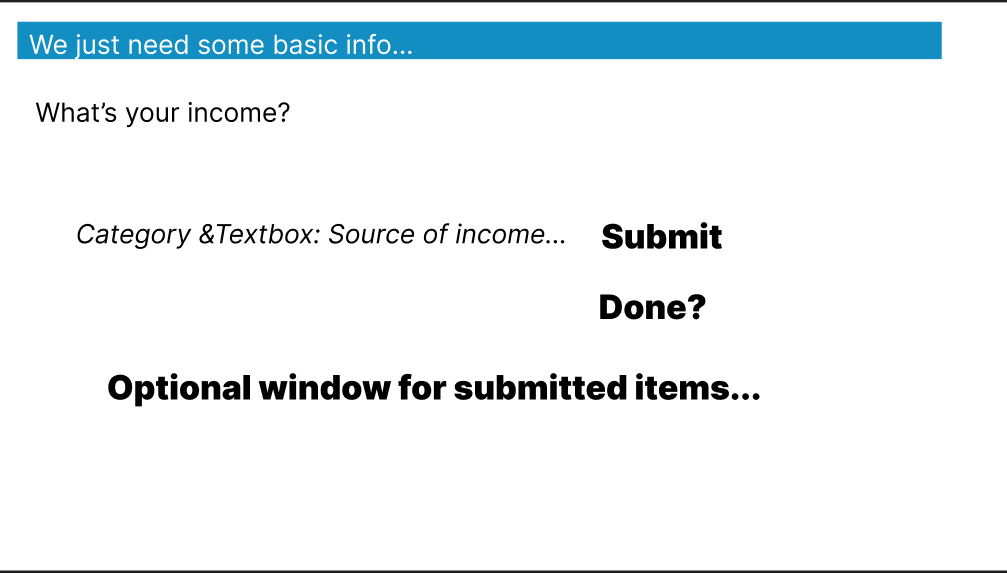 We just need some basic info...
What’s your income?
Category &Textbox: Source of income...
Submit
Done?
Optional window for submitted items...